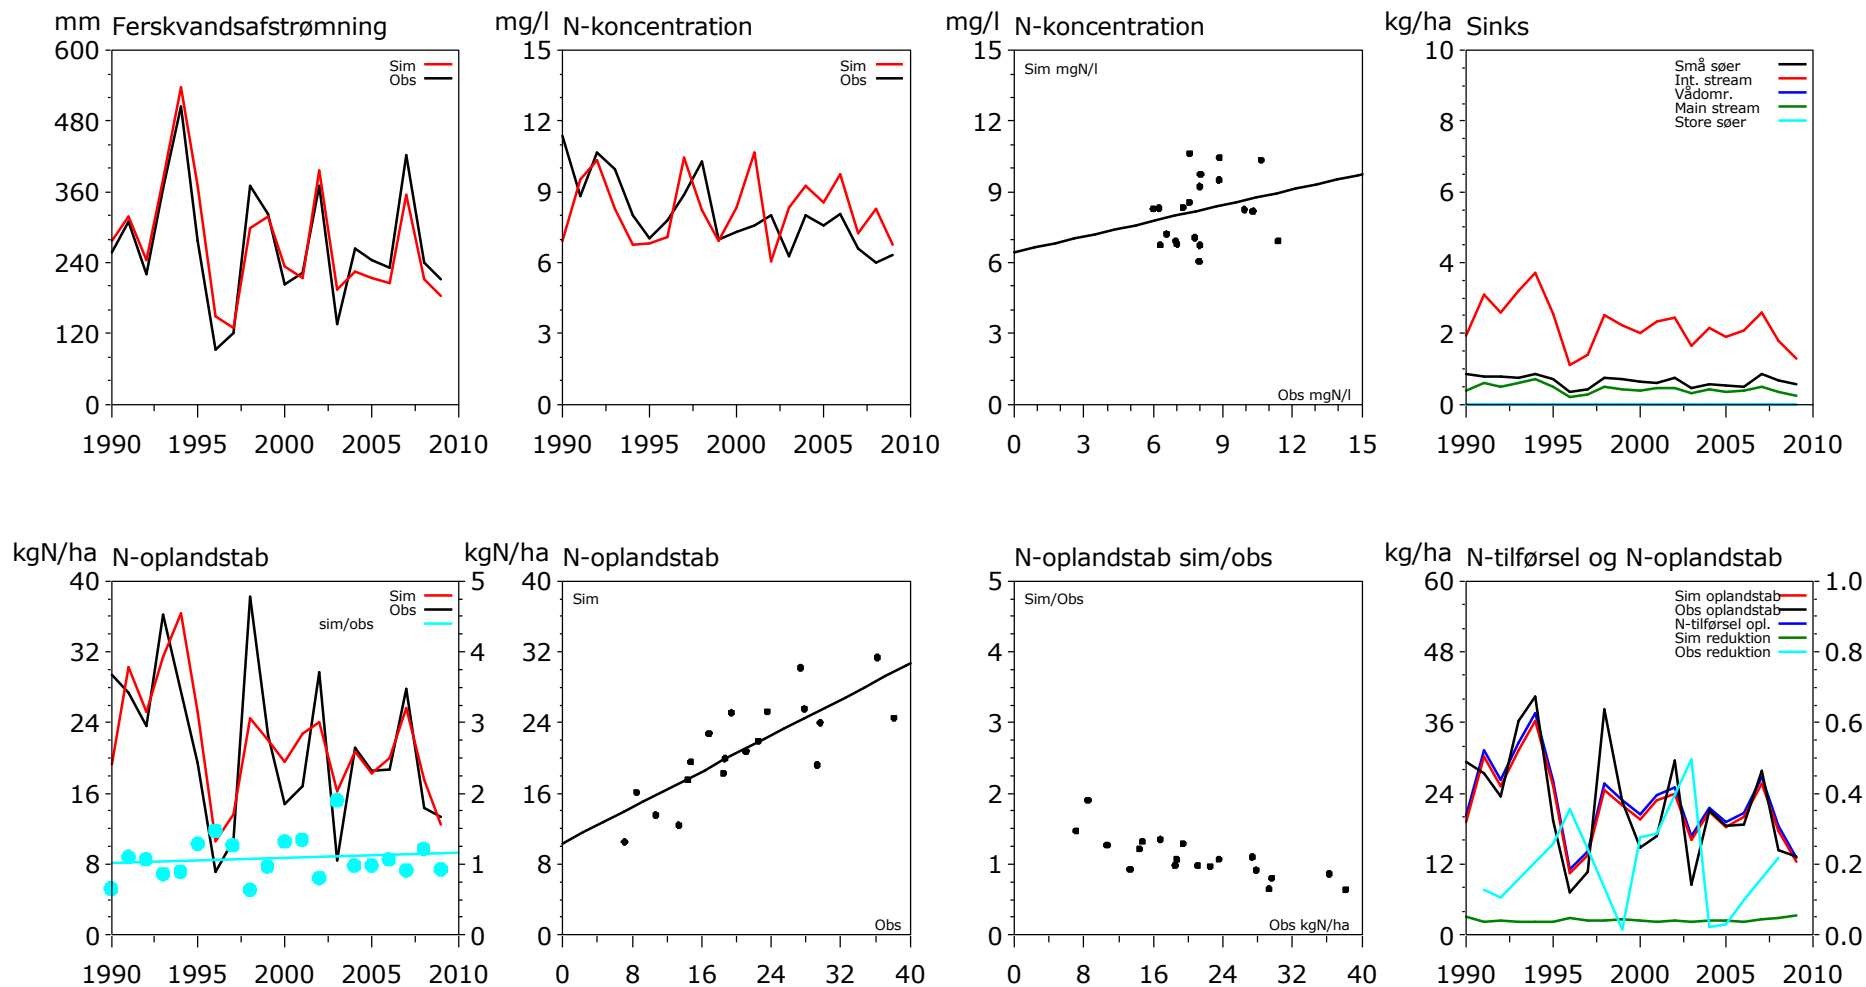 mm Ferskvandsafstrømning
600
480
360
240
120
0
Sim
Obs
1990 1995 2000 2005 2010
mg/l N-koncentration
15
12
9
6
3
0
Sim
Obs
1990 1995 2000 2005 2010
mg/l N-koncentration
15
12
9
6
3
0
Sim mgN/l
Obs mgN/l
0 3 6 9 12 15
kg/ha Sinks
10
8
6
4
2
0
Små søer
Int. stream
Vådomr.
Main stream
Store søer
1990 1995 2000 2005 2010
kgN/ha N-oplandstab
40
32
24
16
8
0
Sim
Obs
sim/obs
5
4
3
2
1
0
1990 1995 2000 2005 2010
kgN/ha N-oplandstab
40
32
24
16
8
0
Sim
Obs
0 8 16 24 32 40
N-oplandstab sim/obs
5
4
3
2
1
0
Sim/Obs
Obs kgN/ha
0 8 16 24 32 40
kg/ha N-tilførsel og N-oplandstab
60
48
36
24
12
0
Sim oplandstab
Obs oplandstab
N-tilførsel opl.
Sim reduktion
Obs reduktion
1.0
0.8
0.6
0.4
0.2
0.0
1990 1995 2000 2005 2010